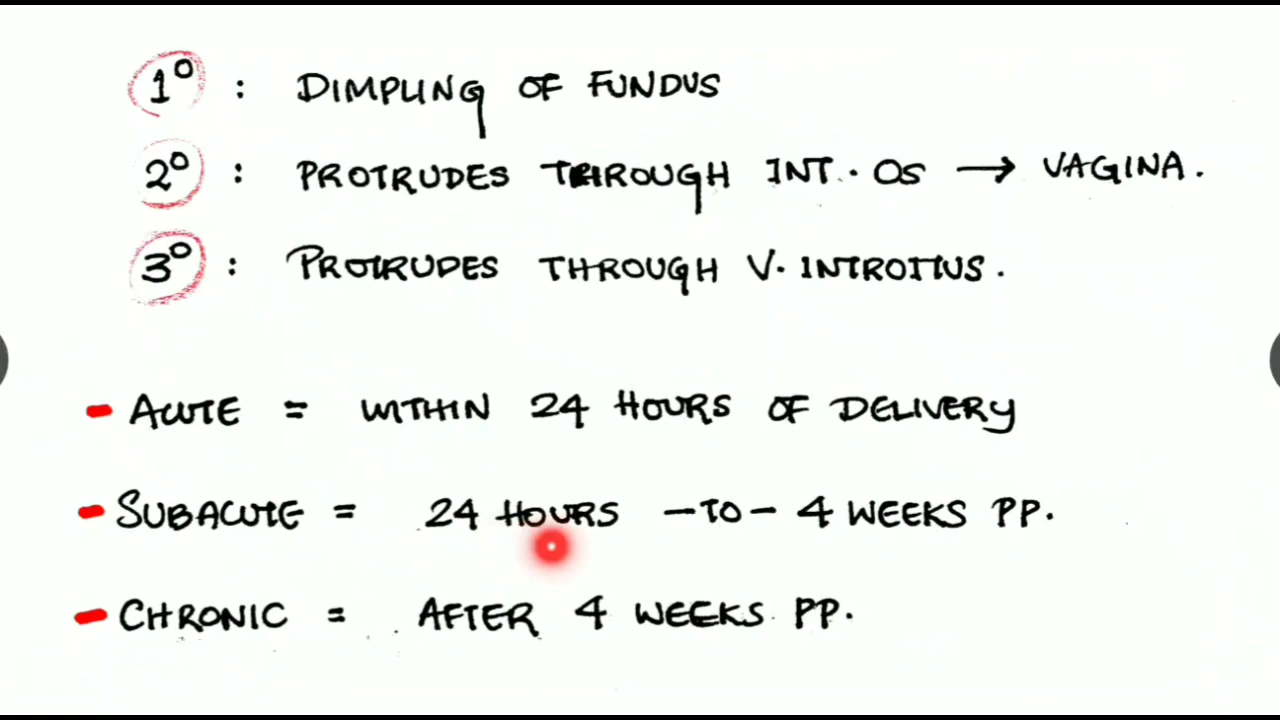 1° : DIMPLING OF FUNDUS
2° : PROTRUDES THROUGH INT. OS → VAGINA.
3° : PROTRUDES THROUGH V. INTROTIUS.
- ACUTE = WITHIN 24 HOURS OF DELIVERY
- SUBACUTE = 24 HOURS - TO - 4 WEEKS PP.
- CHRONIC = AFTER 4 WEEKS PP.